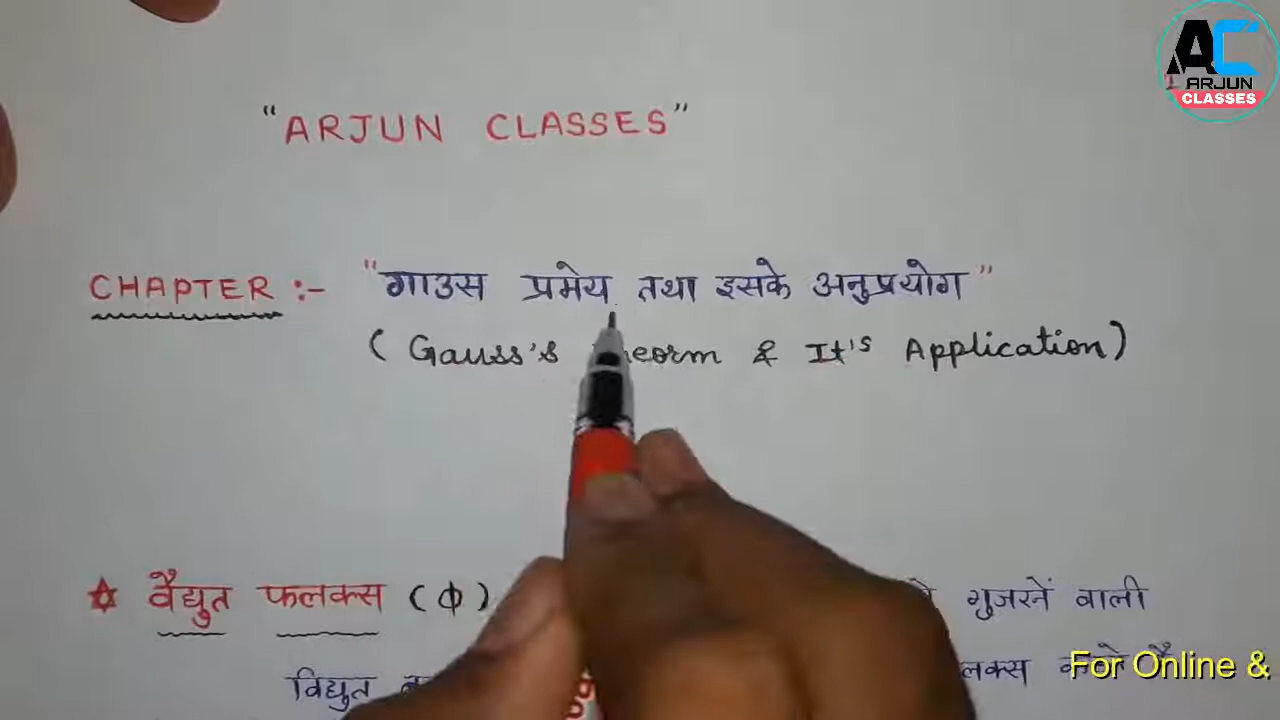 AC
ARJUN
CLASSES
"ARJUN CLASSES"
CHAPTER :- "गाउस प्रमेय तथा इसके अनुप्रयोग"
(Gauss's heorm & It's Application)
☆ वैद्युत फलक्स (ϕ) गुजरनें वाली
विद्युत
For Online &